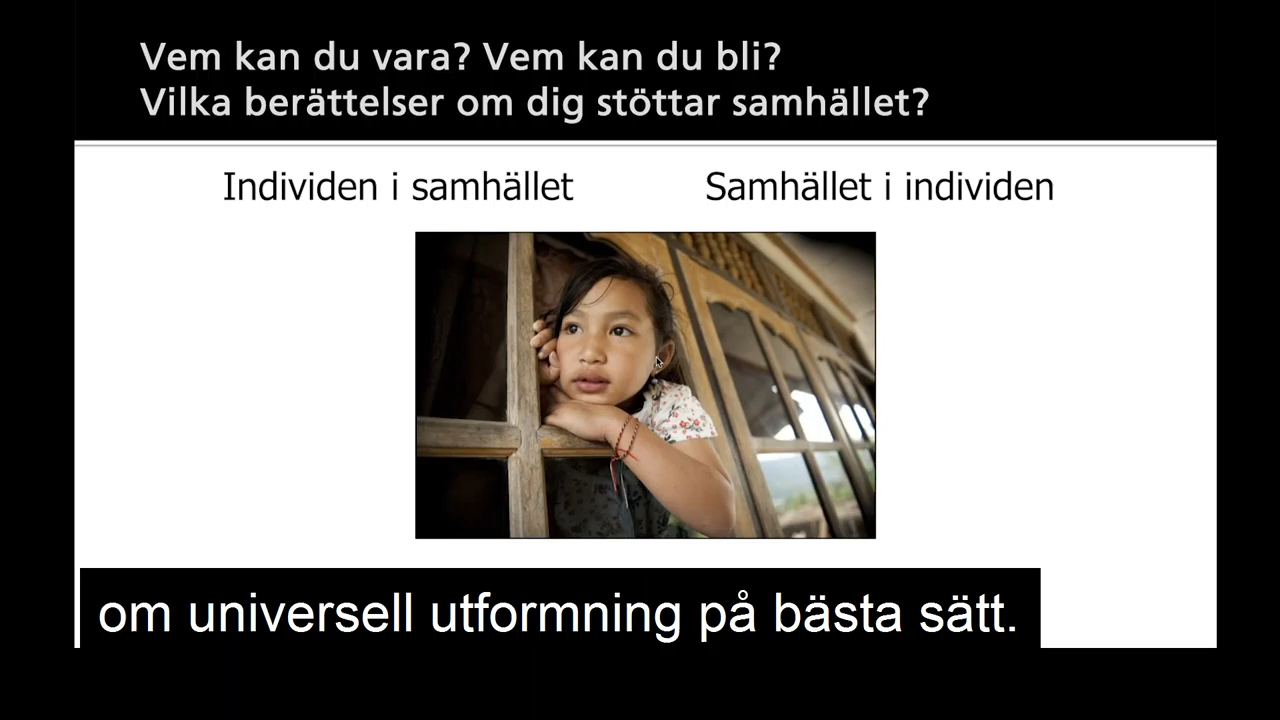 Vem kan du vara? Vem kan du bli?
Vilka berättelser om dig stöttar samhället?
Individen i samhället
Samhället i individen
om universell utformning på bästa sätt.